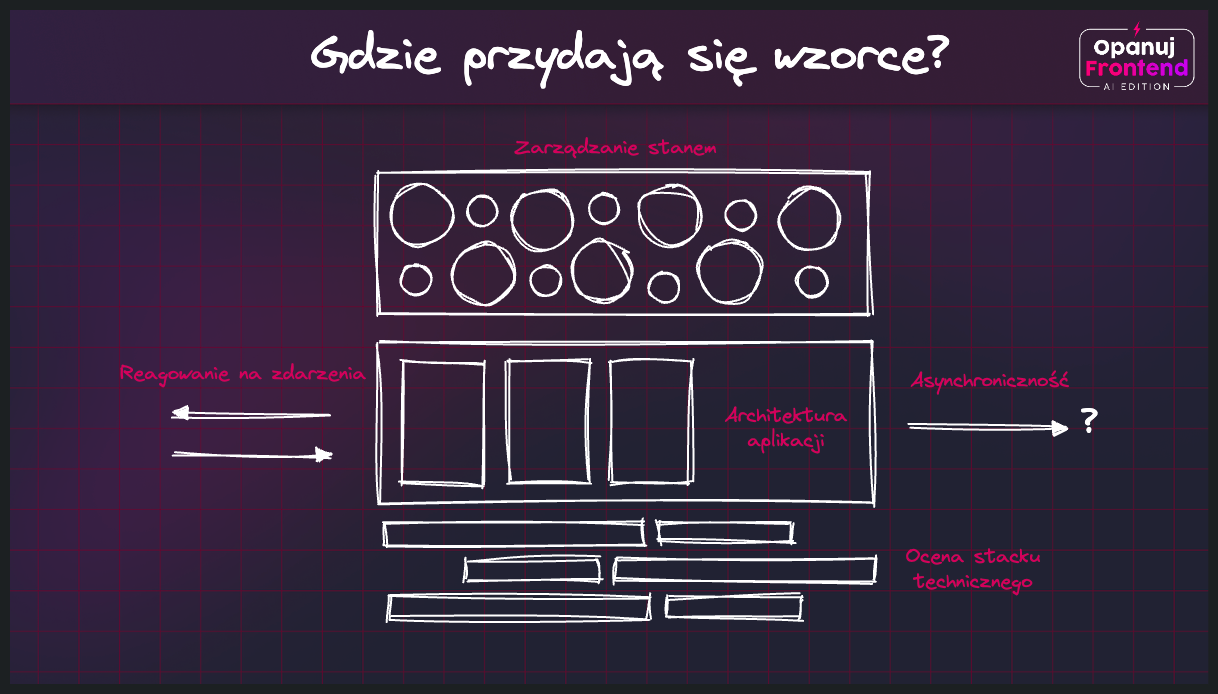 Gdzie przydają się wzorce?
Opanuj
Frontend
AI EDITION
Zarządzanie stanem
Reagowanie na zdarzenia
Architektura
aplikacji
Asynchroniczność
?
Ocena stacku
technicznego